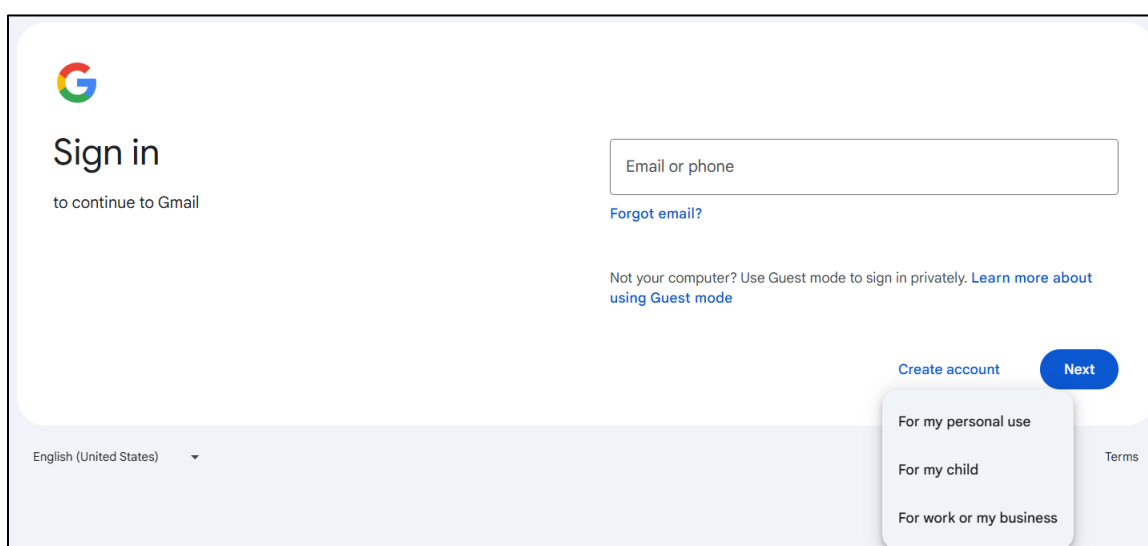 Sign in
to continue to Gmail
Email or phone
Forgot email?
Not your computer? Use Guest mode to sign in privately. Learn more about
using Guest mode
Create account
Next
For my personal use
For my child
For work or my business
English (United States)
Terms